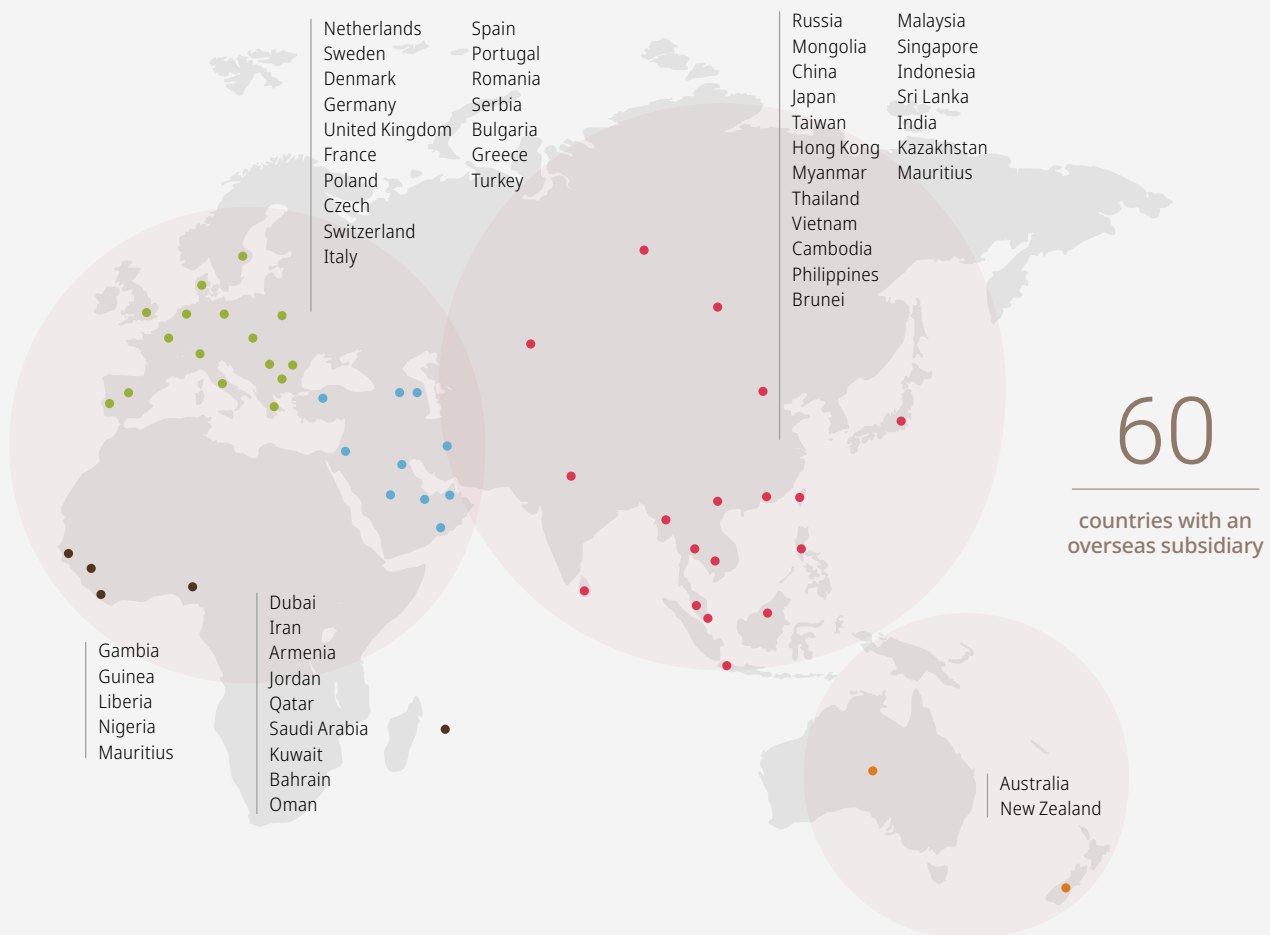 Netherlands
Sweden
Denmark
Germany
United Kingdom
France
Poland
Czech
Switzerland
Italy
Spain
Portugal
Romania
Serbia
Bulgaria
Greece
Turkey
Russia
Mongolia
China
Japan
Taiwan
Hong Kong
Myanmar
Thailand
Vietnam
Cambodia
Philippines
Brunei
Malaysia
Singapore
Indonesia
Sri Lanka
India
Kazakhstan
Mauritius
60
countries with an
overseas subsidiary
Gambia
Guinea
Liberia
Nigeria
Mauritius
Dubai
Iran
Armenia
Jordan
Qatar
Saudi Arabia
Kuwait
Bahrain
Oman
Australia
New Zealand